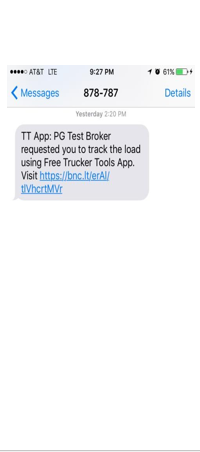 AT&T LTE 9:27 PM 61%
Messages 878-787 Details
Yesterday 2:20 PM
TT App: PG Test Broker
requested you to track the load
using Free Trucker Tools App.
Visit https://bnc.lt/erAl/
tlVhcrtMVr